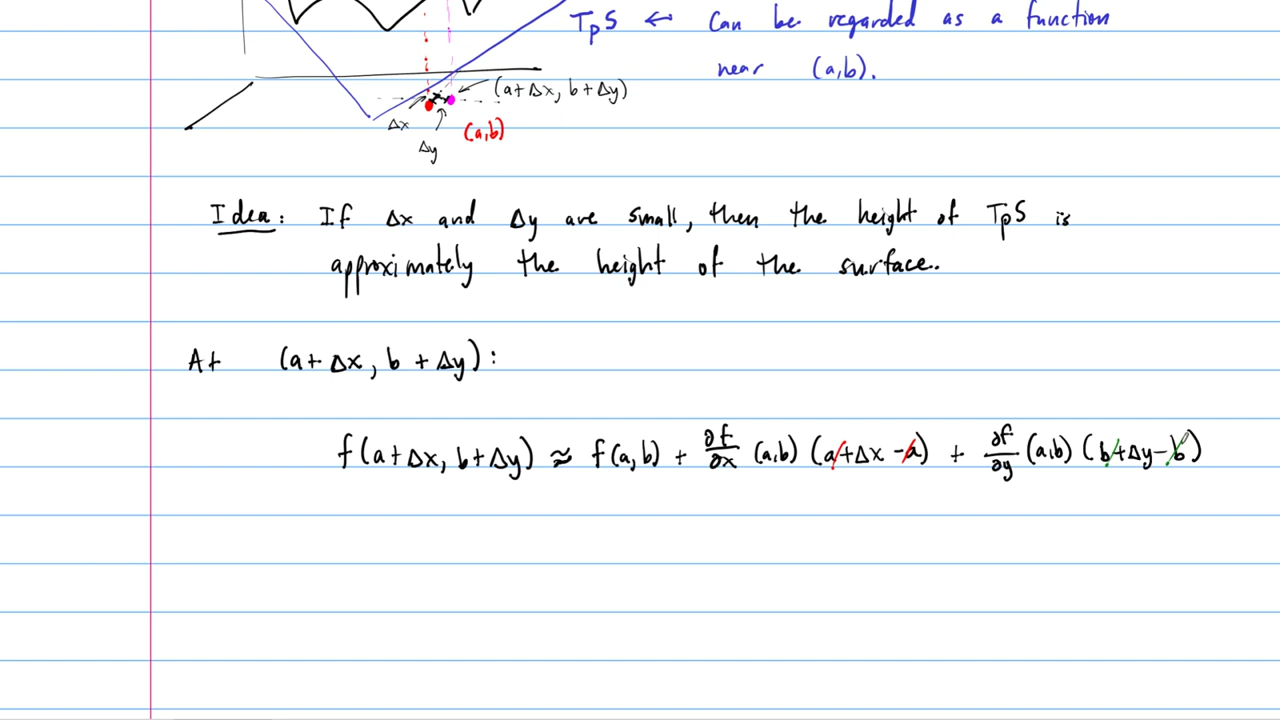 TpS ← Can be regarded as a function
near (a,b).
(a+Δx, b+Δy)
Δx
(a,b)
Δy
Idea: If Δx and Δy are small, then the height of TpS is
approximately the height of the surface.
At (a+Δx, b+Δy):
f(a+Δx, b+Δy) ≈ f(a,b) + ∂f/∂x (a,b) (a+Δx-a) + ∂f/∂y (a,b) (b+Δy-b)